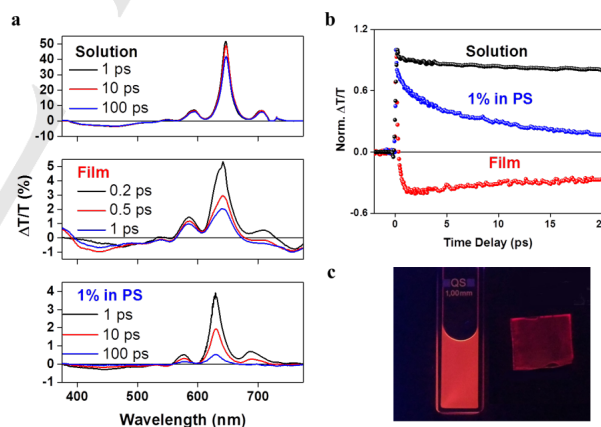 a
50
40
30
20
10
0
-10
Solution
1 ps
10 ps
100 ps
ΔT/T (%)
5
4
3
2
1
0
-1
Film
0.2 ps
0.5 ps
1 ps
4
3
2
1
0
-1
1% in PS
1 ps
10 ps
100 ps
400 500 600 700
Wavelength (nm)
b
Norm. ΔT/T
1.2
0.6
0.0
-0.6
Solution
1% in PS
Film
0 5 10 15 2
Time Delay (ps)
c
QS
1,00mm